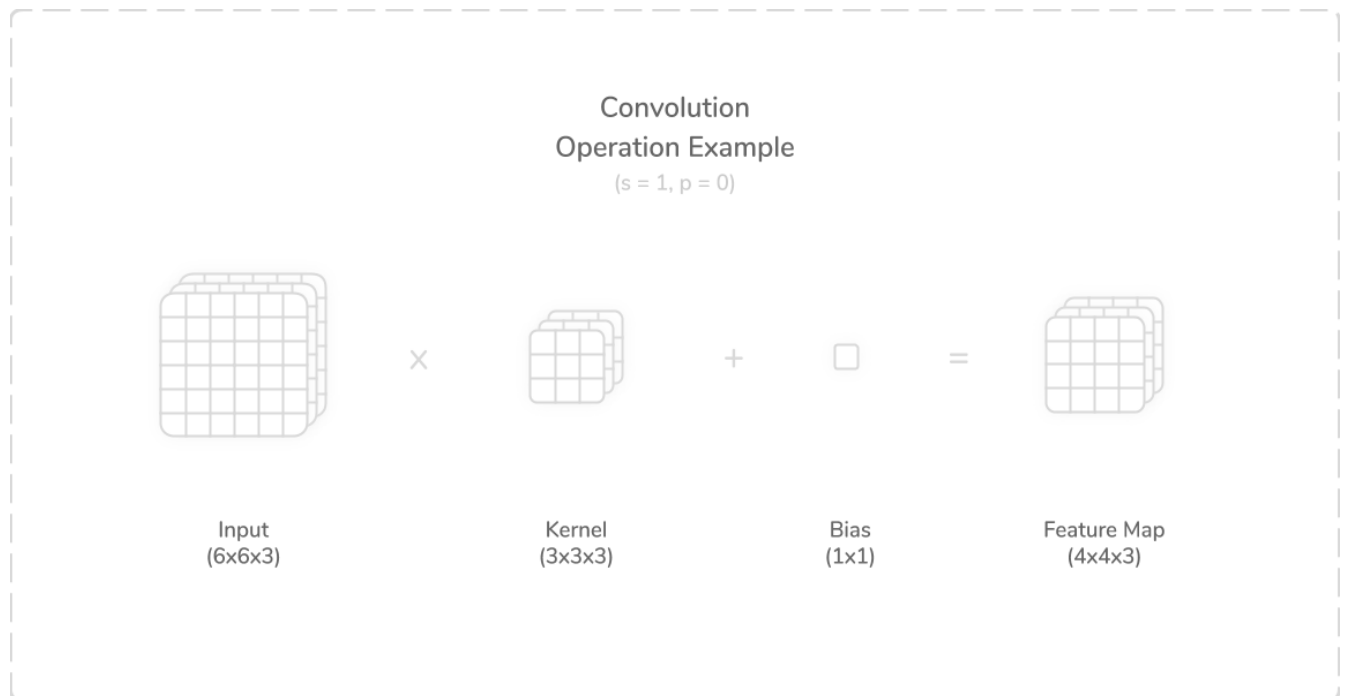 Convolution
Operation Example
(s = 1, p = 0)
x
+
=
Input
(6x6x3)
Kernel
(3x3x3)
Bias
(1x1)
Feature Map
(4x4x3)